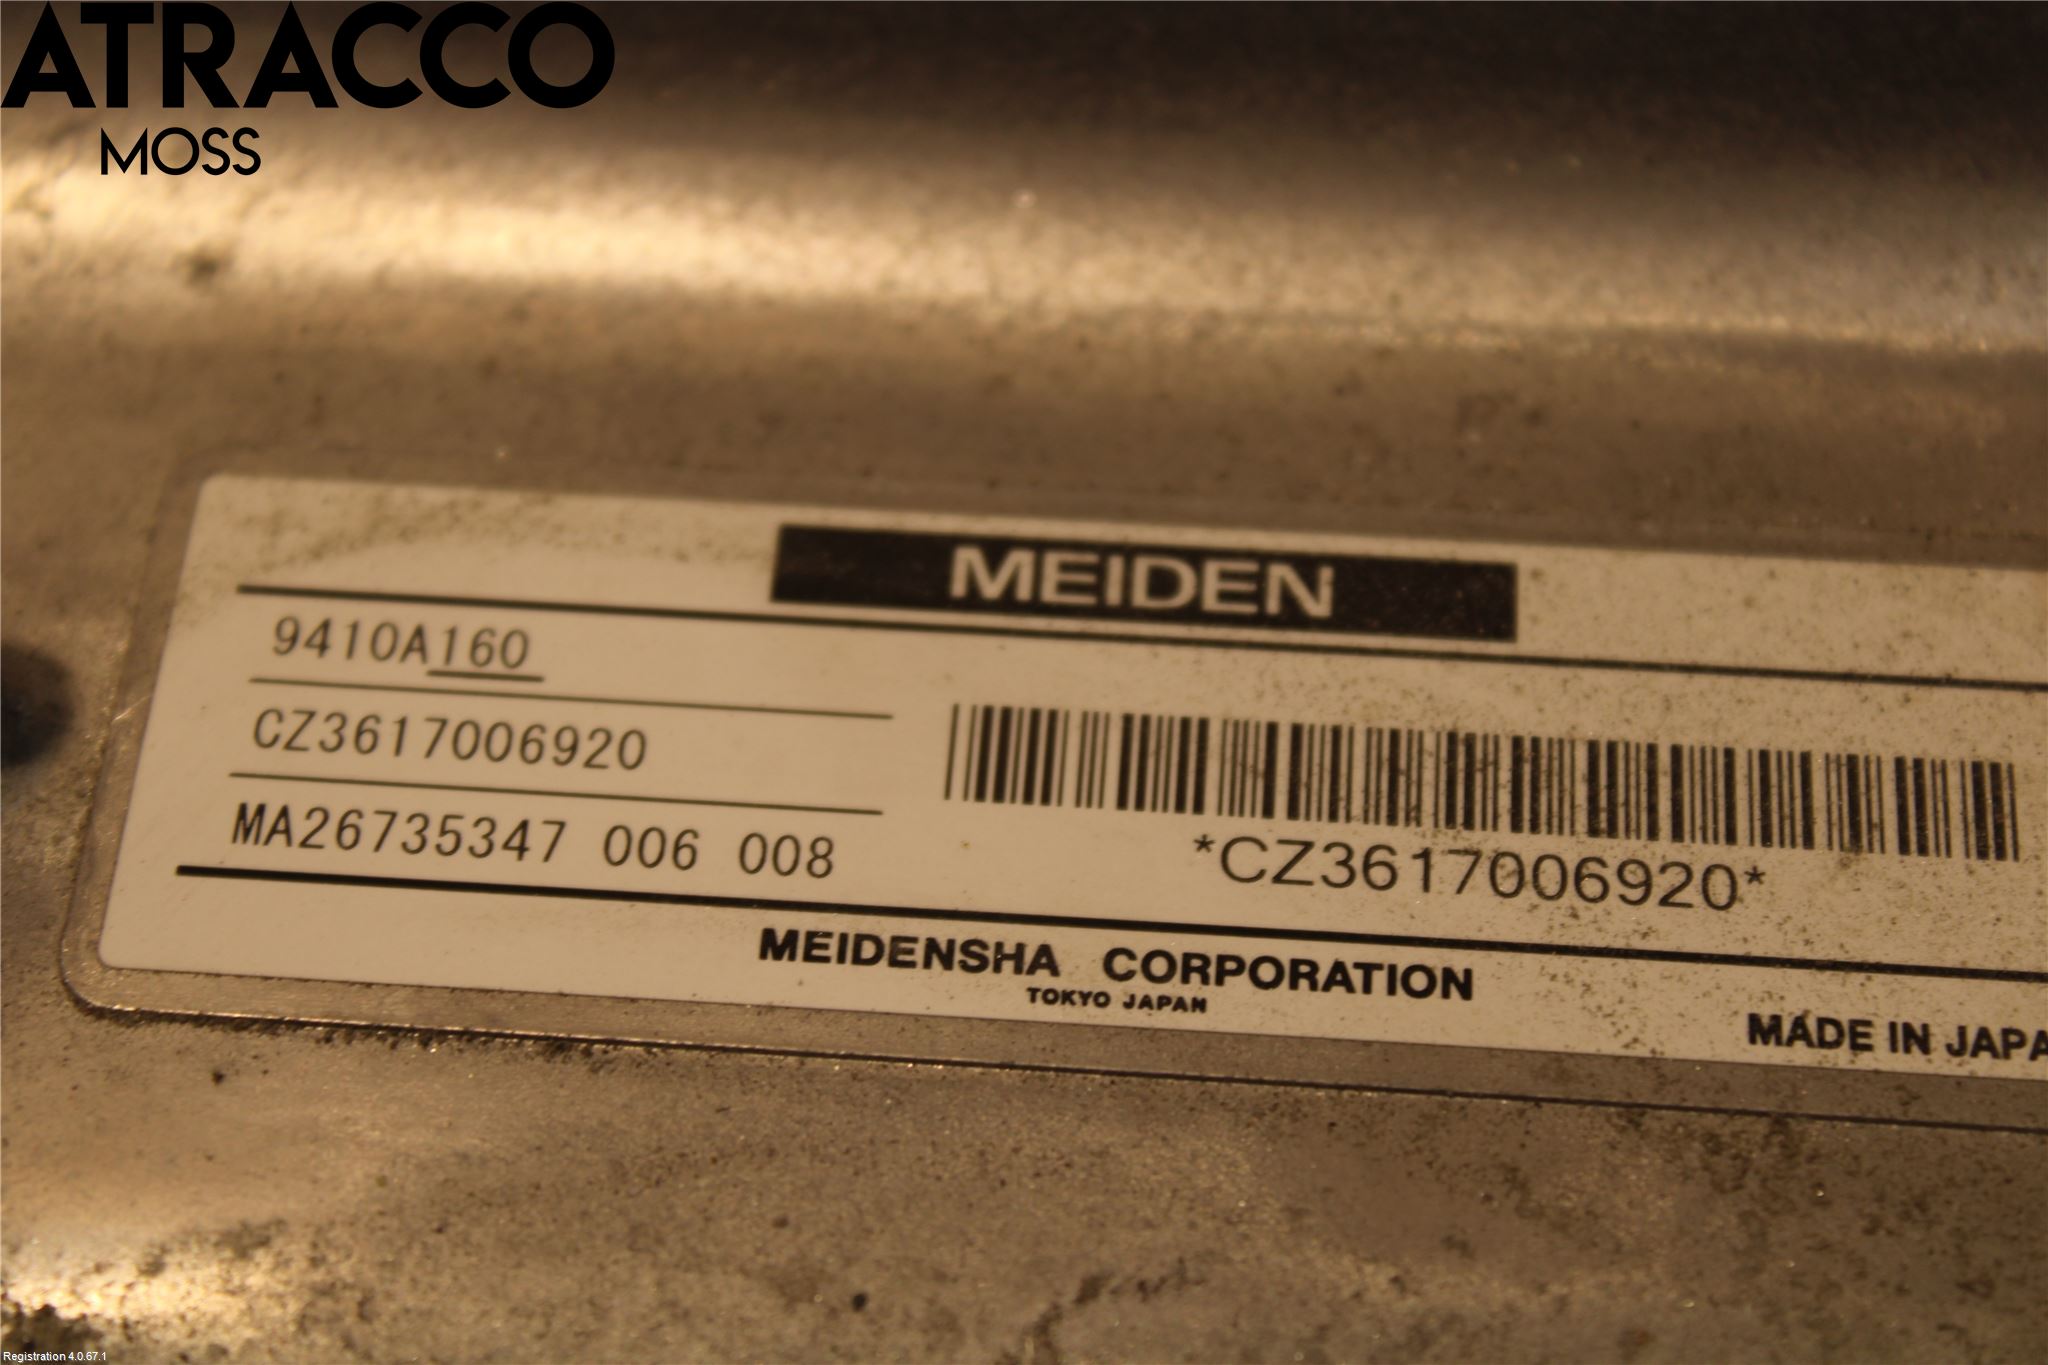 ATRACCO
MOSS
MEIDEN
9410A160
CZ3617006920
MA26735347 006 008
*CZ3617006920*
MEIDENSHA CORPORATION
TOKYO JAPAN
MADE IN JAPA
Registration 4.0.67.1